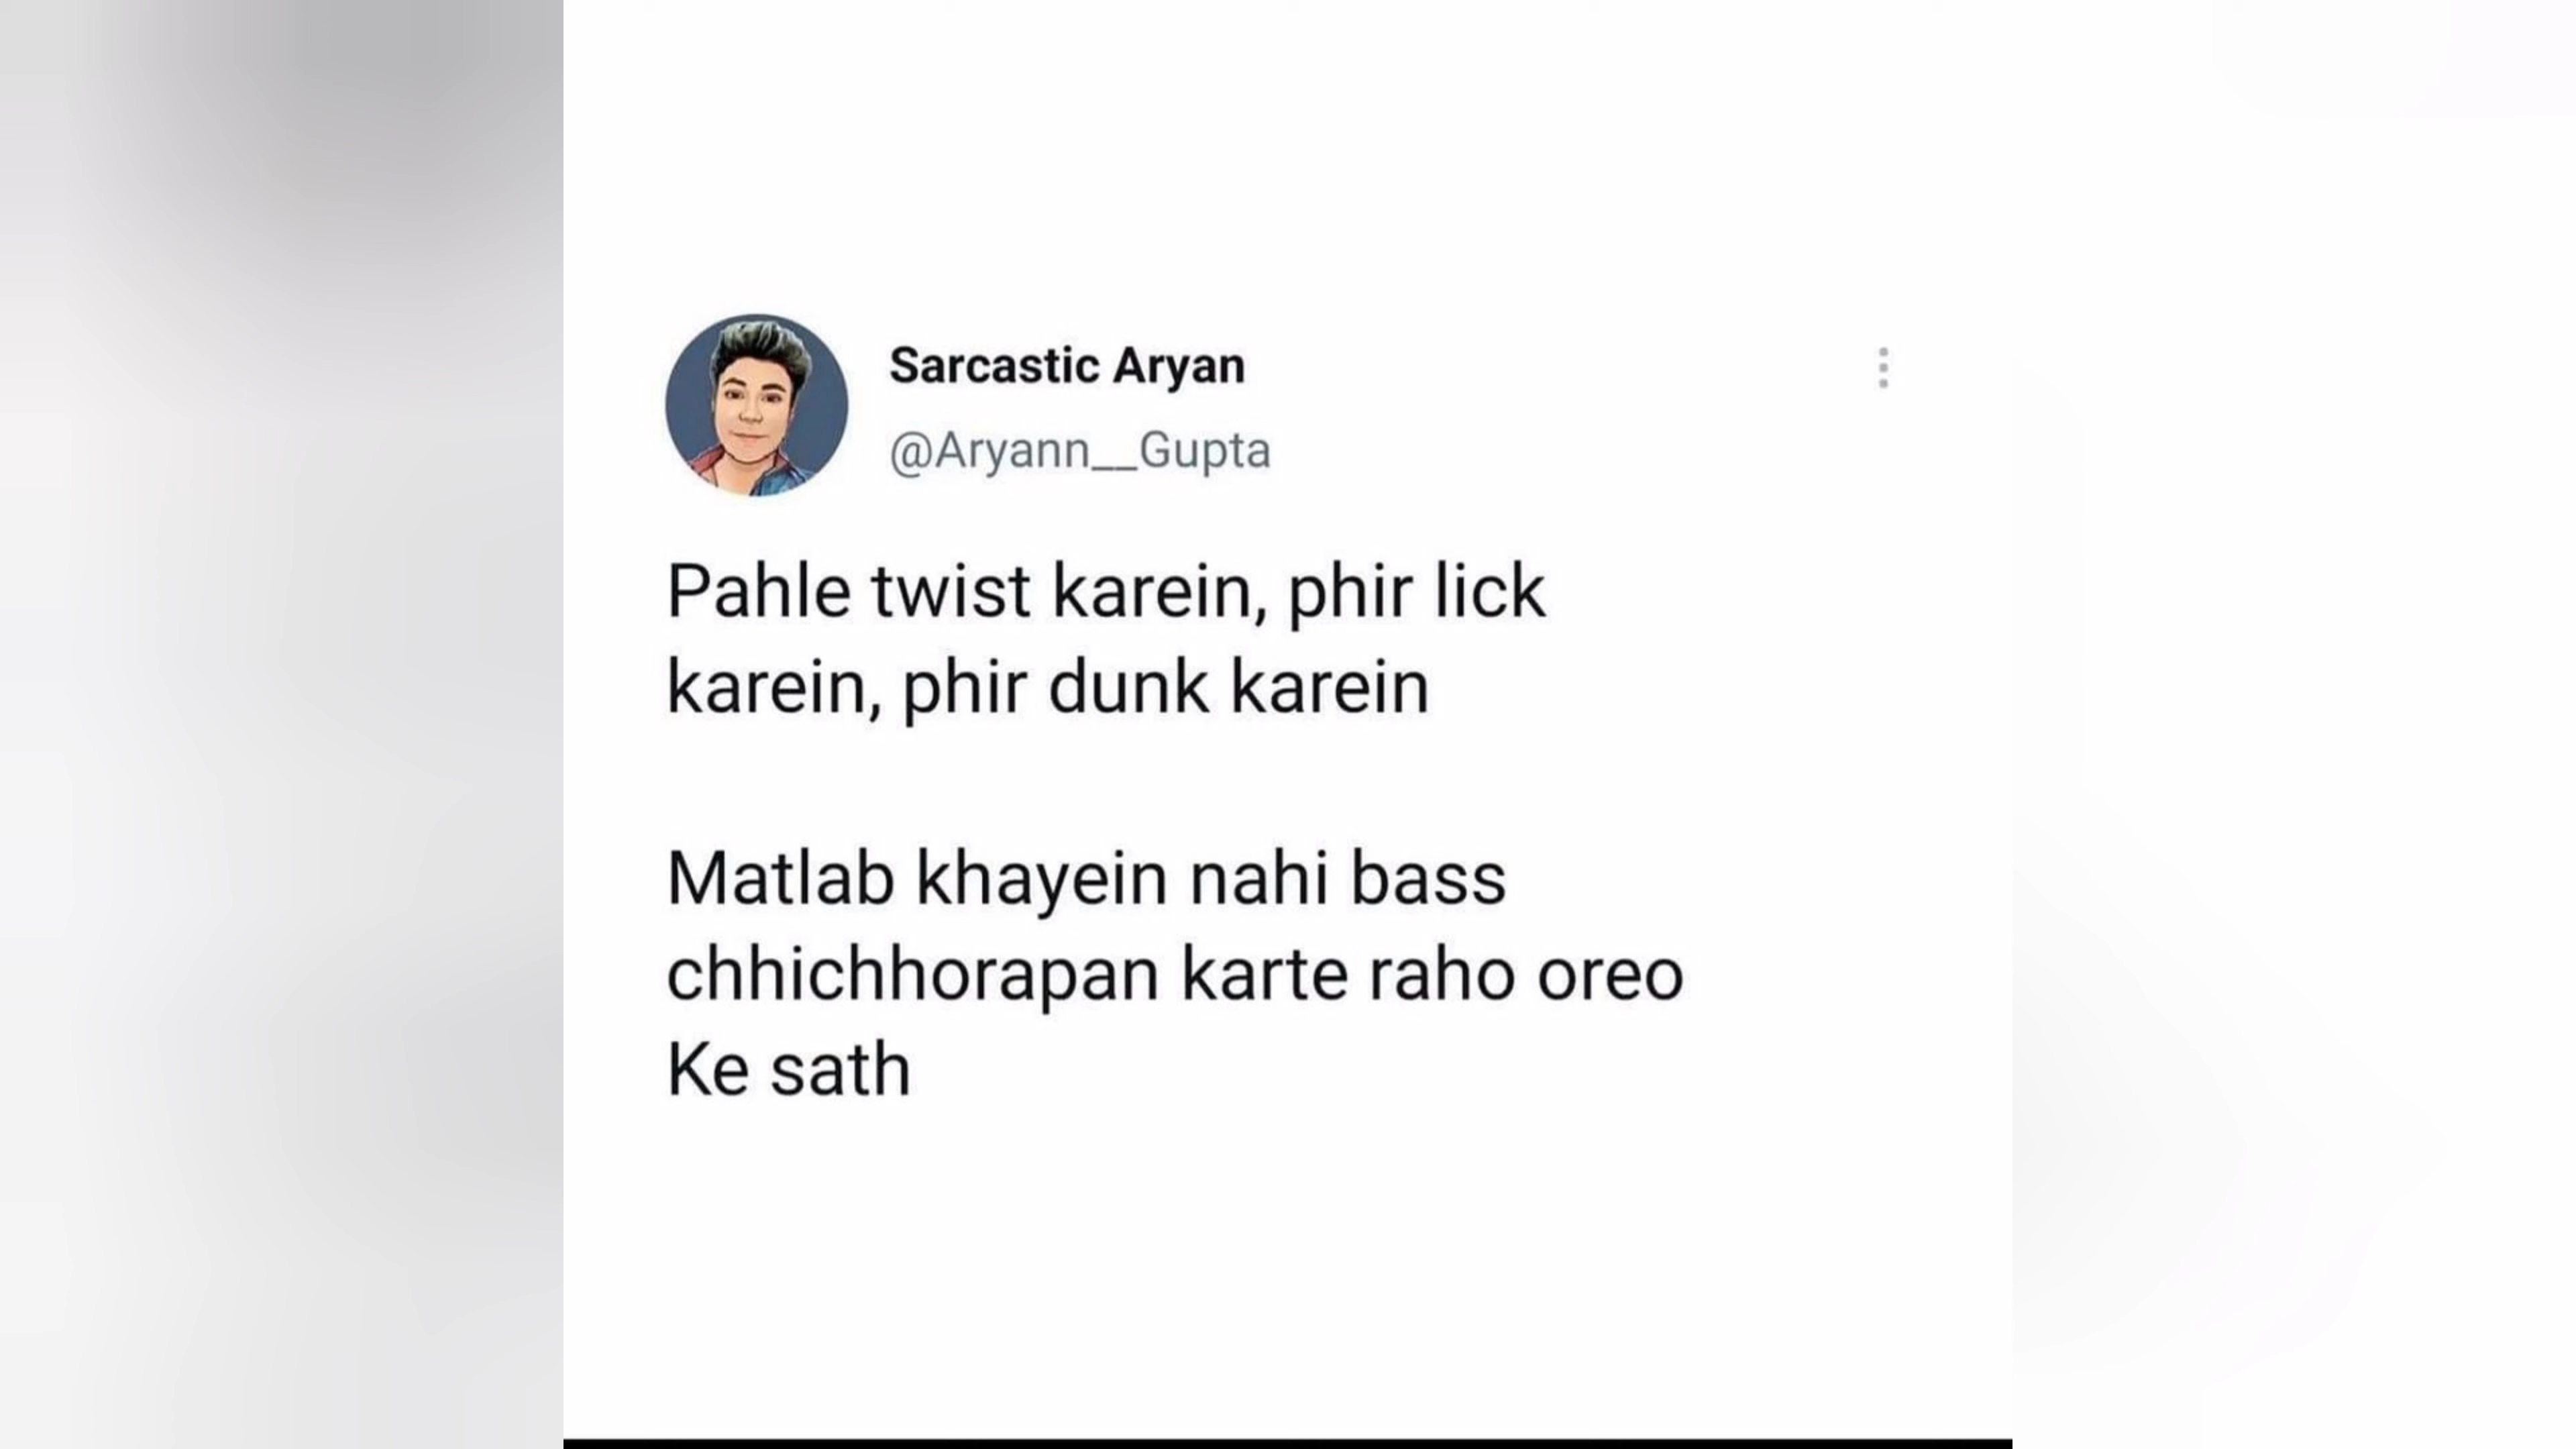 Sarcastic Aryan
@Aryann__Gupta
Pahle twist karein, phir lick
karein, phir dunk karein
Matlab khayein nahi bass
chhichhorapan karte raho oreo
Ke sath